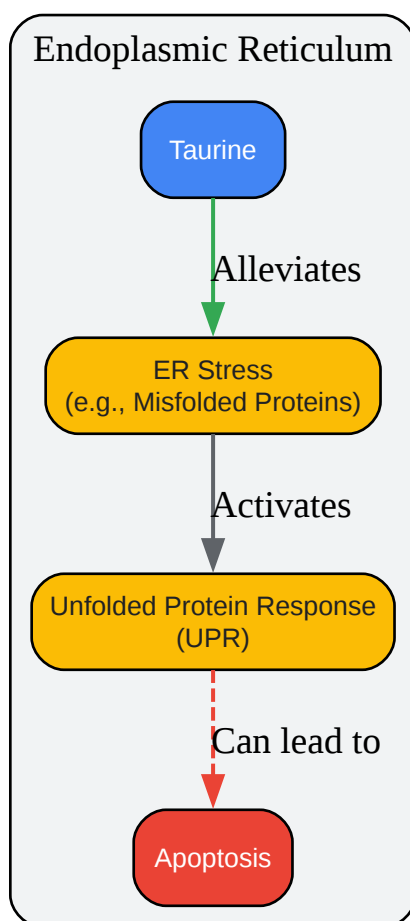 Endoplasmic Reticulum
Taurine
Alleviates
ER Stress
(e.g., Misfolded Proteins)
Activates
Unfolded Protein Response
(UPR)
Can lead to
Apoptosis